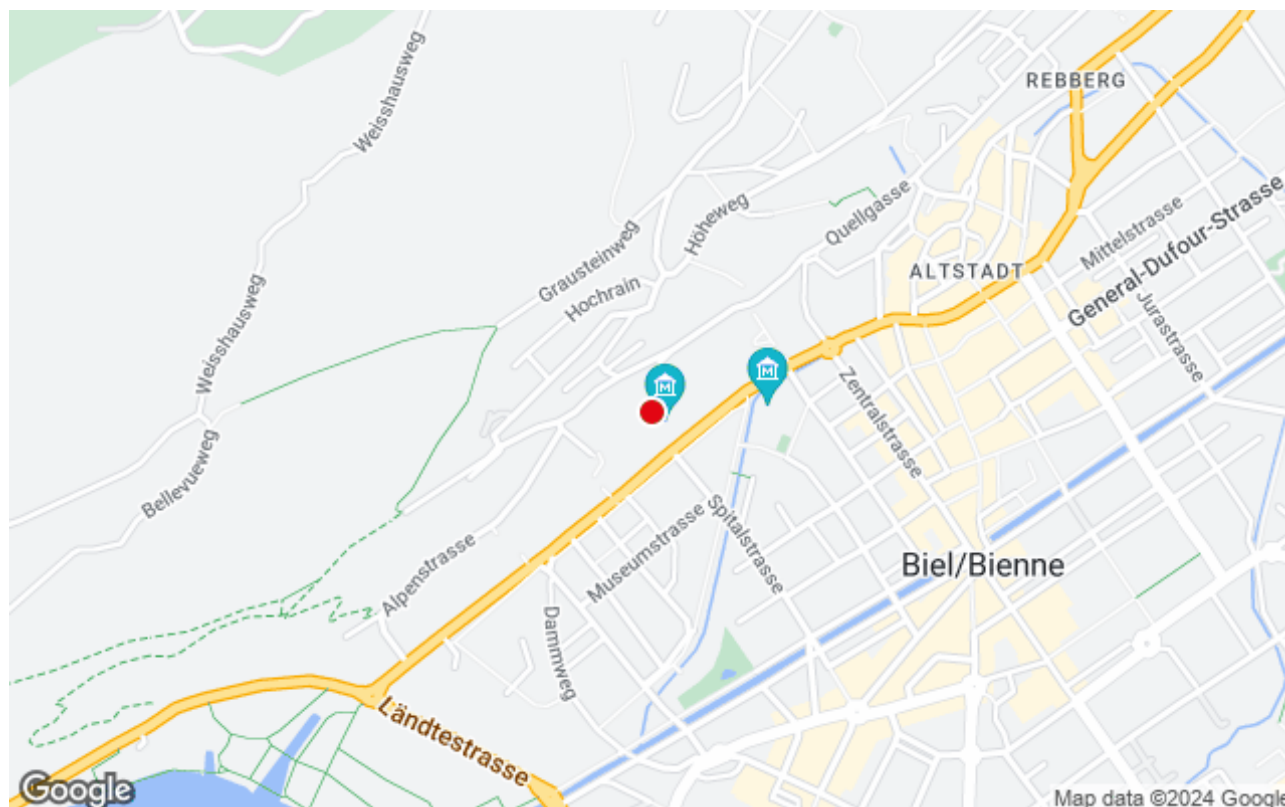 REBBERG
Weisshausweg
Höheweg
Quellgasse
Mittelstrasse
General-Dufour-Strasse
Grausteinweg
ALTSTADT
Hochrain
Jurastrasse
Weisshausweg
Zentralstrasse
Bellevueweg
Spitalstrasse
Museumstrasse
Biel/Bienne
Alpenstrasse
Dammweg
Ländtestrasse
Google
Map data ©2024 Google